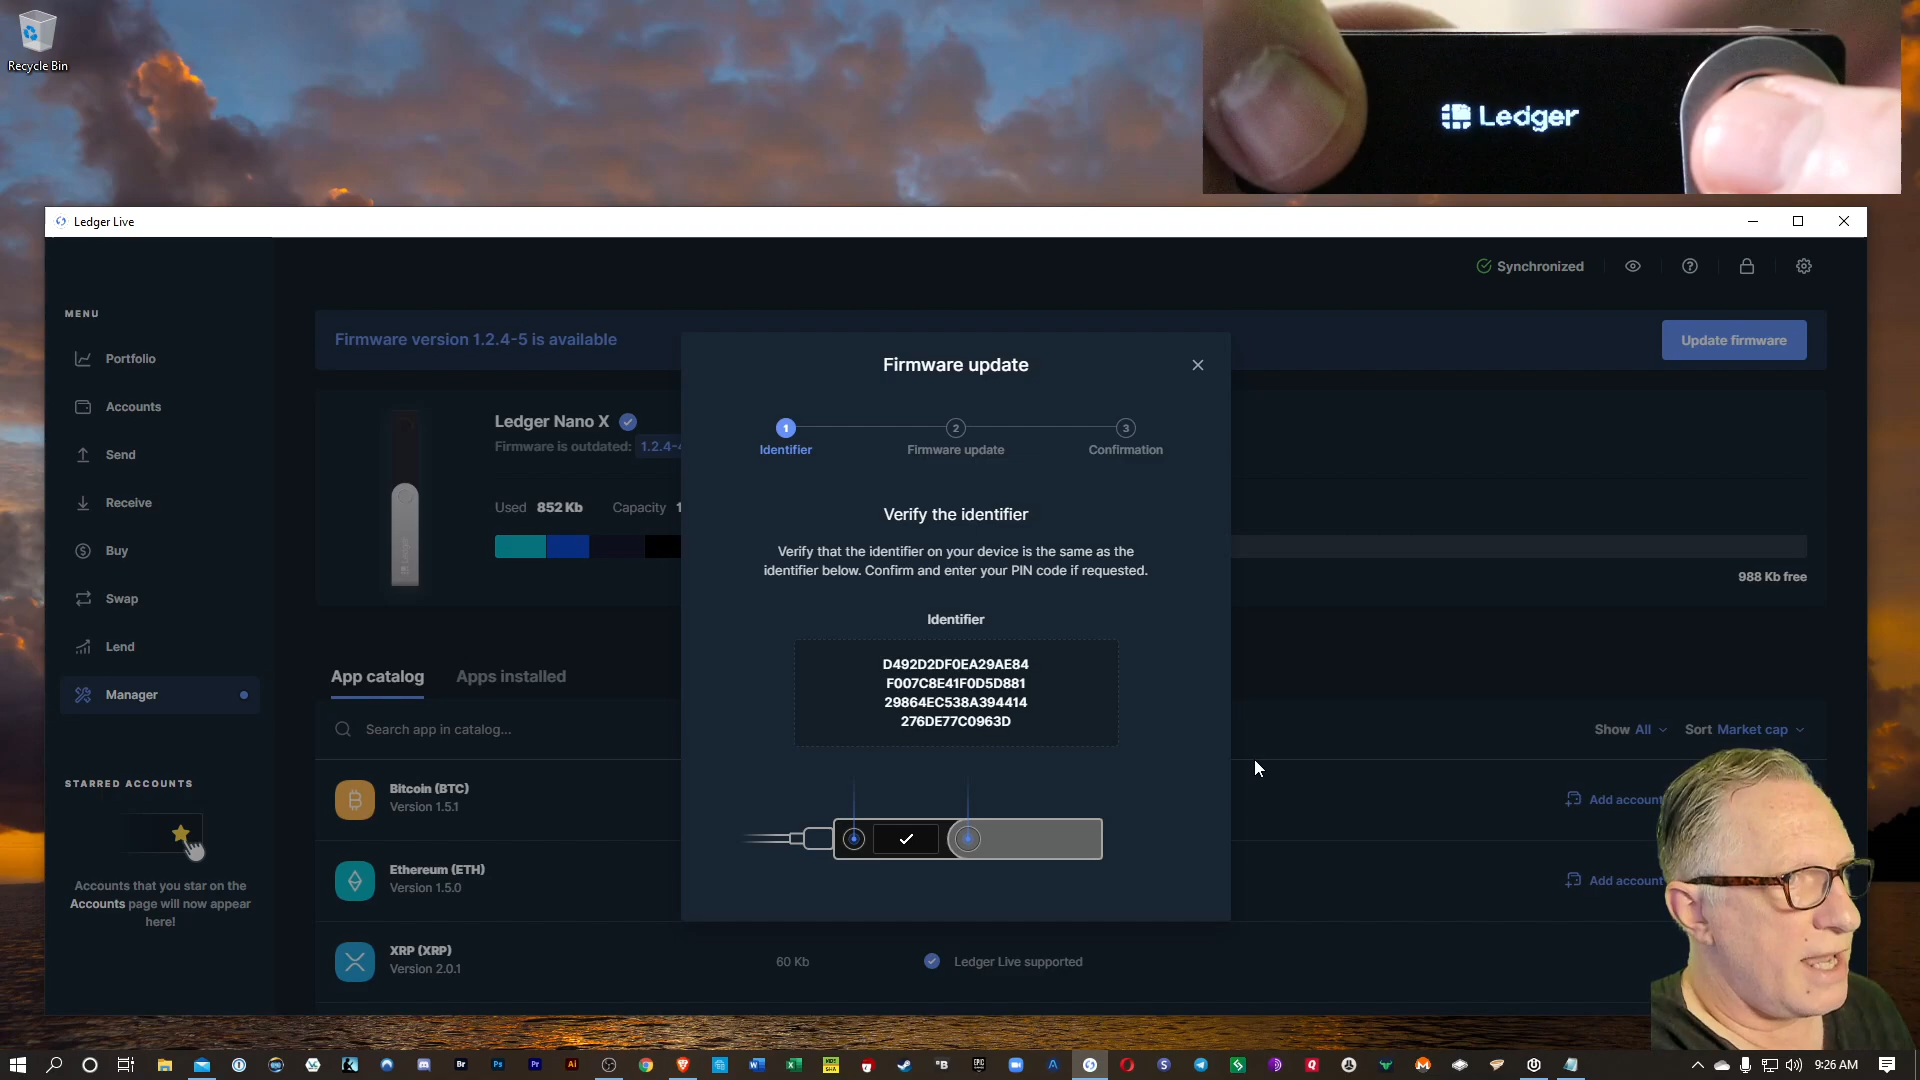 Recycle Bin
Ledger
Ledger Live
Synchronized
MENU
Portfolio
Accounts
Send
Receive
Buy
Swap
Lend
Manager
STARRED ACCOUNTS
Accounts that you star on the
Accounts page will now appear
here!
Firmware version 1.2.4-5 is available
Update firmware
Ledger Nano X
Firmware is outdated: 1.2.4-
Used 852 Kb Capacity 1
988 Kb free
Firmware update
1 2 3
Identifier Firmware update Confirmation
Verify the identifier
Verify that the identifier on your device is the same as the
identifier below. Confirm and enter your PIN code if requested.
Identifier
D492D2DF0EA29AE84
F007C8E41F0D5D881
29864EC538A394414
276DE77C0963D
App catalog Apps installed
Search app in catalog...
Show All Sort Market cap
Bitcoin (BTC)
Version 1.5.1
Add account
Ethereum (ETH)
Version 1.5.0
Add account
XRP (XRP)
Version 2.0.1
60 Kb
Ledger Live supported
9:26 AM